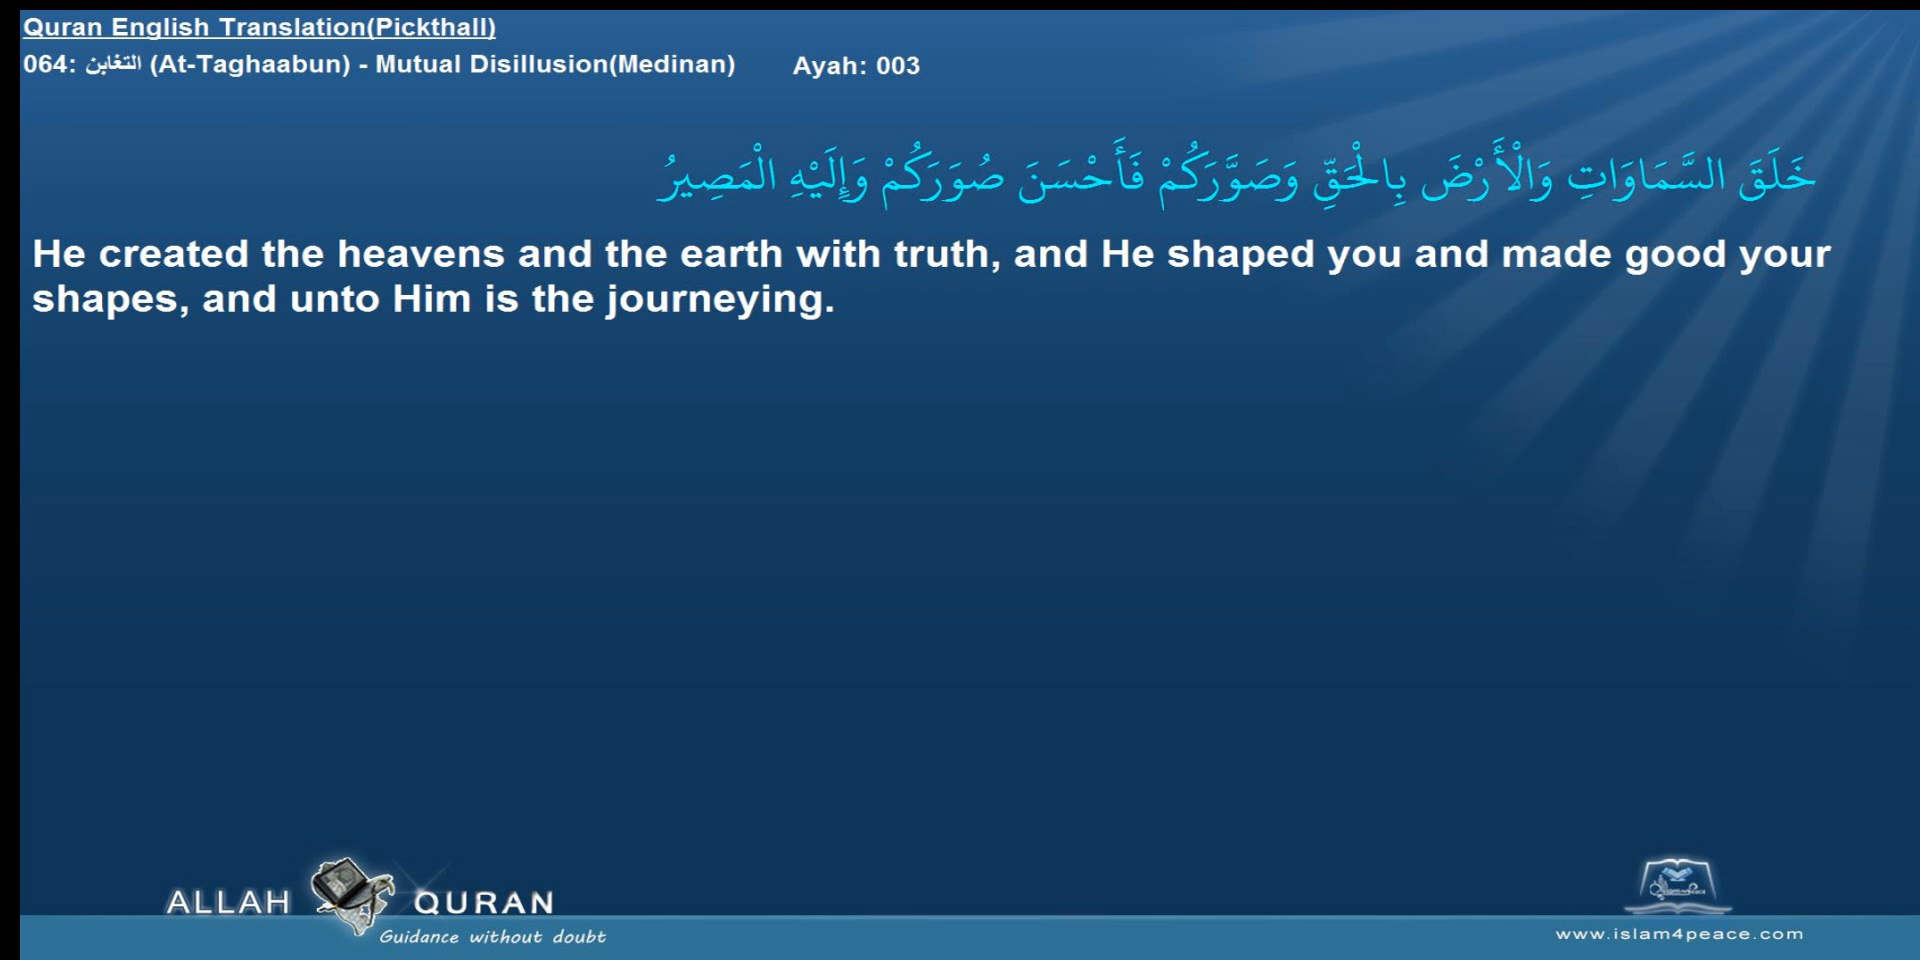 Quran English Translation(Pickthall)
064: التغابن (At-Taghaabun) - Mutual Disillusion(Medinan) Ayah: 003
خَلَقَ السَّمَاوَاتِ وَالْأَرْضَ بِالْحَقِّ وَصَوَّرَكُمْ فَأَحْسَنَ صُوَرَكُمْ وَإِلَيْهِ الْمَصِيرُ
He created the heavens and the earth with truth, and He shaped you and made good your
shapes, and unto Him is the journeying.
ALLAH QURAN
Guidance without doubt
www.islam4peace.com